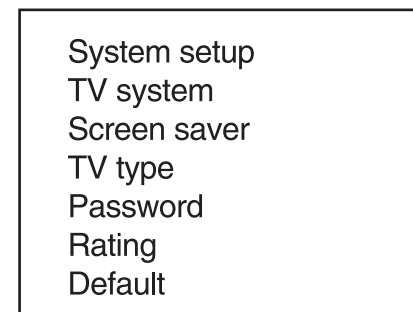 System setup
TV system
Screen saver
TV type
Password
Rating
Default